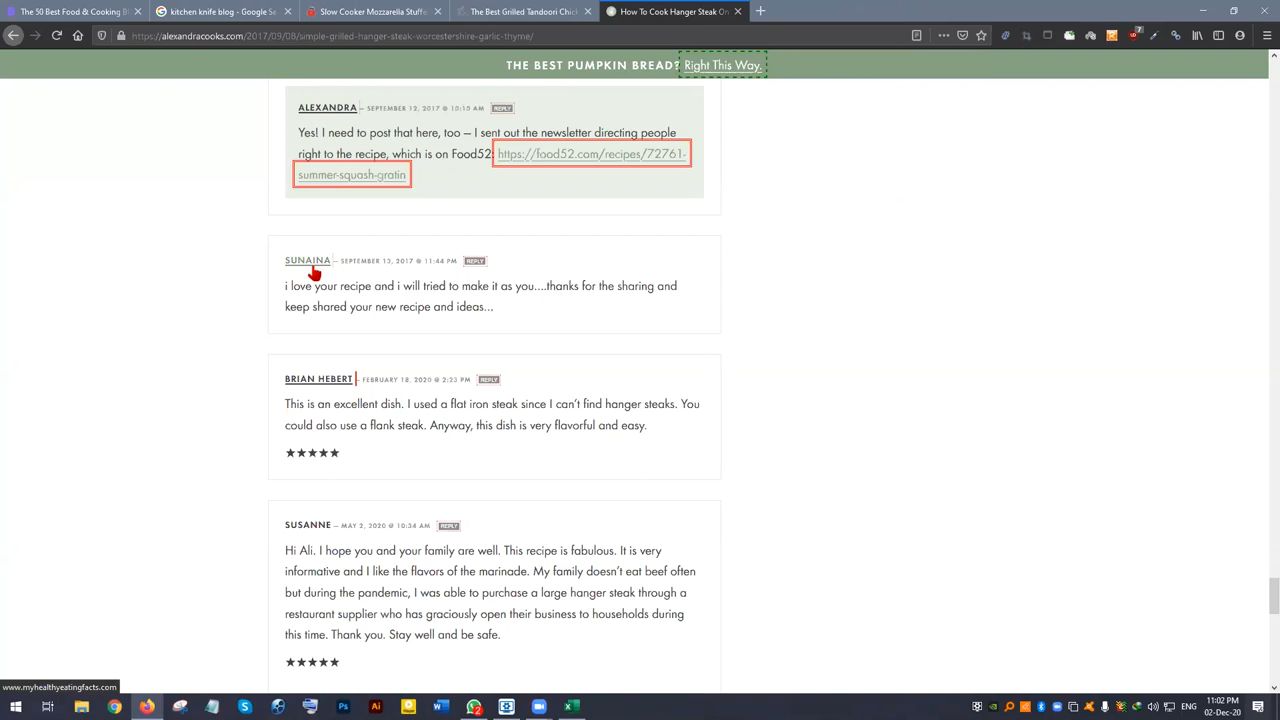 The 50 Best Food & Cooking B
kitchen knife blog - Google Se
Slow Cooker Mozzarella Stuffe
The Best Grilled Tandoori Chick
How To Cook Hanger Steak On
https://alexandracooks.com/2017/09/08/simple-grilled-hanger-steak-worcestershire-garlic-thyme/
THE BEST PUMPKIN BREAD? Right This Way.
ALEXANDRA — SEPTEMBER 12, 2017 @ 10:10 AM REPLY
Yes! I need to post that here, too — I sent out the newsletter directing people
right to the recipe, which is on Food52: https://food52.com/recipes/72761-
summer-squash-gratin
SUNAINA — SEPTEMBER 13, 2017 @ 11:44 PM REPLY
i love your recipe and i will tried to make it as you....thanks for the sharing and
keep shared your new recipe and ideas...
BRIAN HEBERT — FEBRUARY 18, 2020 @ 2:23 PM REPLY
This is an excellent dish. I used a flat iron steak since I can't find hanger steaks. You
could also use a flank steak. Anyway, this dish is very flavorful and easy.
★★★★★
SUSANNE — MAY 2, 2020 @ 10:34 AM REPLY
Hi Ali. I hope you and your family are well. This recipe is fabulous. It is very
informative and I like the flavors of the marinade. My family doesn't eat beef often
but during the pandemic, I was able to purchase a large hanger steak through a
restaurant supplier who has graciously open their business to households during
this time. Thank you. Stay well and be safe.
★★★★★
www.myhealthyeatingfacts.com
ENG
11:02 PM
02-Dec-20